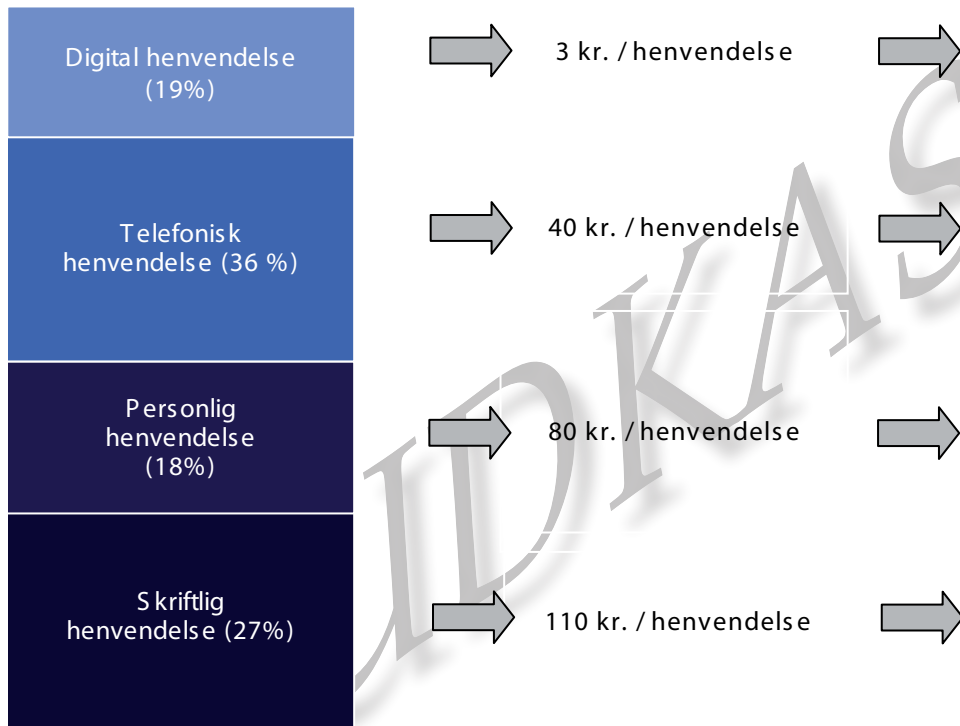 Digital henvendelse
(19%)
3 kr. / henvendelse
Telefonisk
henvendelse (36 %)
40 kr. / henvendelse
Personlig
henvendelse
(18%)
80 kr. / henvendelse
Skriftlig
henvendelse (27%)
110 kr. / henvendelse
UDKAS